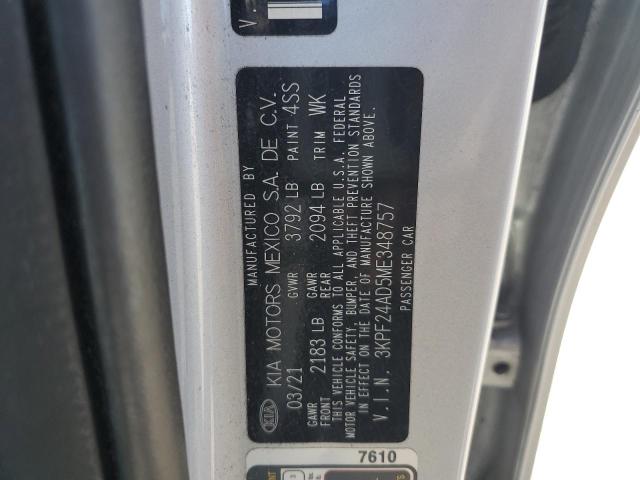 MANUFACTURED BY
KIA KIA MOTORS MEXICO S.A. DE C.V.
03/21 GVWR 3792 LB PAINT 4SS
GAWR FRONT 2183 LB GAWR REAR 2094 LB TRIM WK
THIS VEHICLE CONFORMS TO ALL APPLICABLE U.S.A. FEDERAL
MOTOR VEHICLE SAFETY, BUMPER, AND THEFT PREVENTION STANDARDS
IN EFFECT ON THE DATE OF MANUFACTURE SHOWN ABOVE.
V.I.N. 3KPF24AD5ME348757
PASSENGER CAR
7610